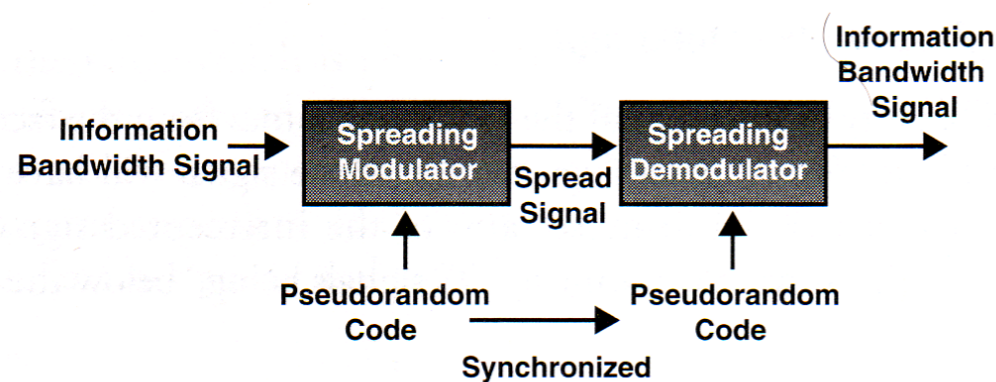 Information
Bandwidth Signal
Spreading
Modulator
Spread
Signal
Spreading
Demodulator
Information
Bandwidth
Signal
Pseudorandom
Code
Synchronized
Pseudorandom
Code